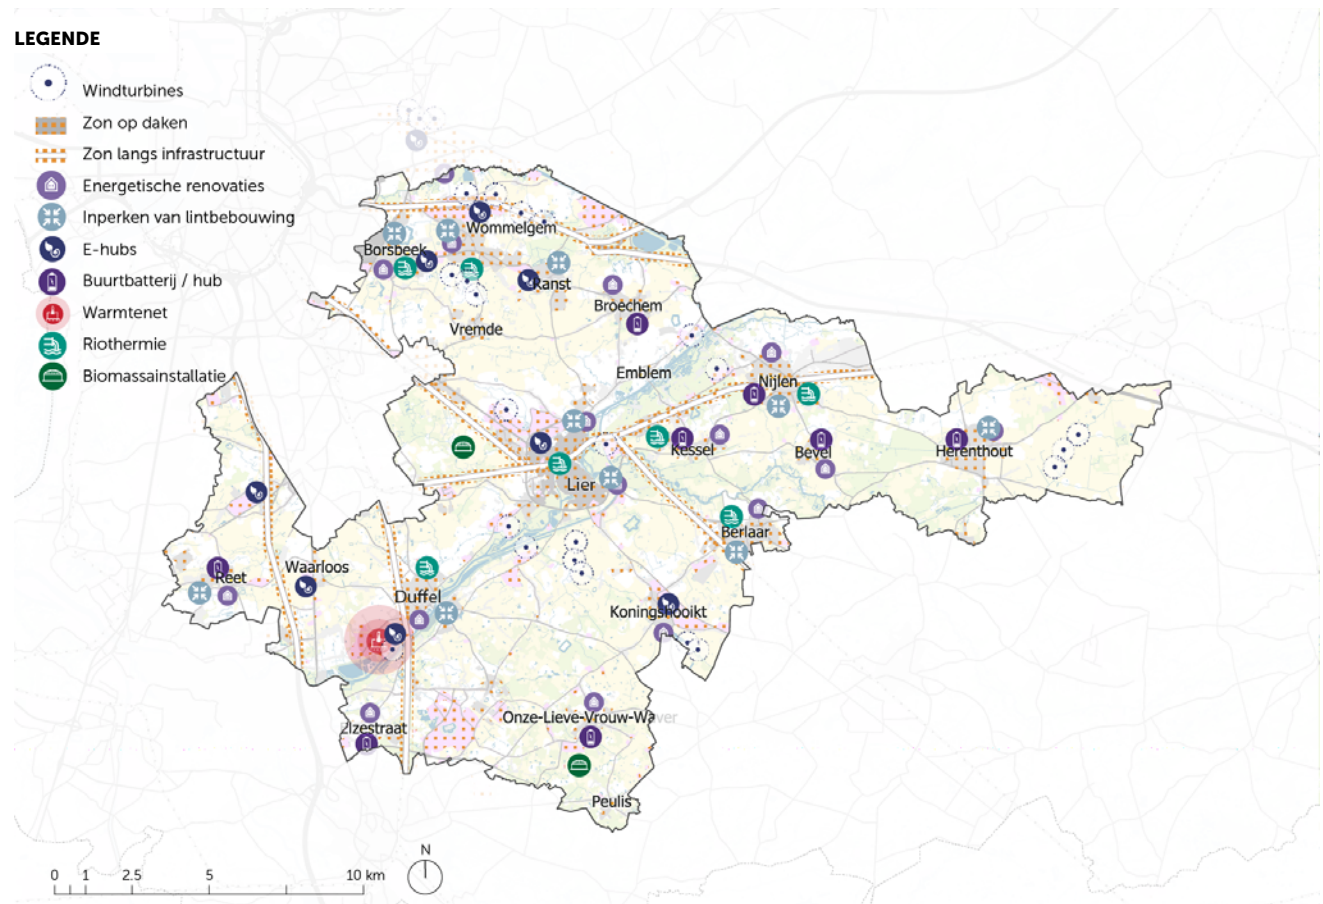 LEGENDE
Windturbines
Zon op daken
Zon langs infrastructuur
Energetische renovaties
Inperken van lintbebouwing
E-hubs
Buurtbatterij / hub
Warmtenet
Riothermie
Biomassainstallatie
Wommelgem
Borsbeek
Ranst
Broechem
Vremde
Emblem
Nijlen
Kessel
Bevel
Herenthout
Lier
Berlaar
Waarloos
Reet
Duffel
Koningshooikt
Onze-Lieve-Vrouw-Waver
Elzestraat
Peulis
N
0 1 2.5 5 10 km